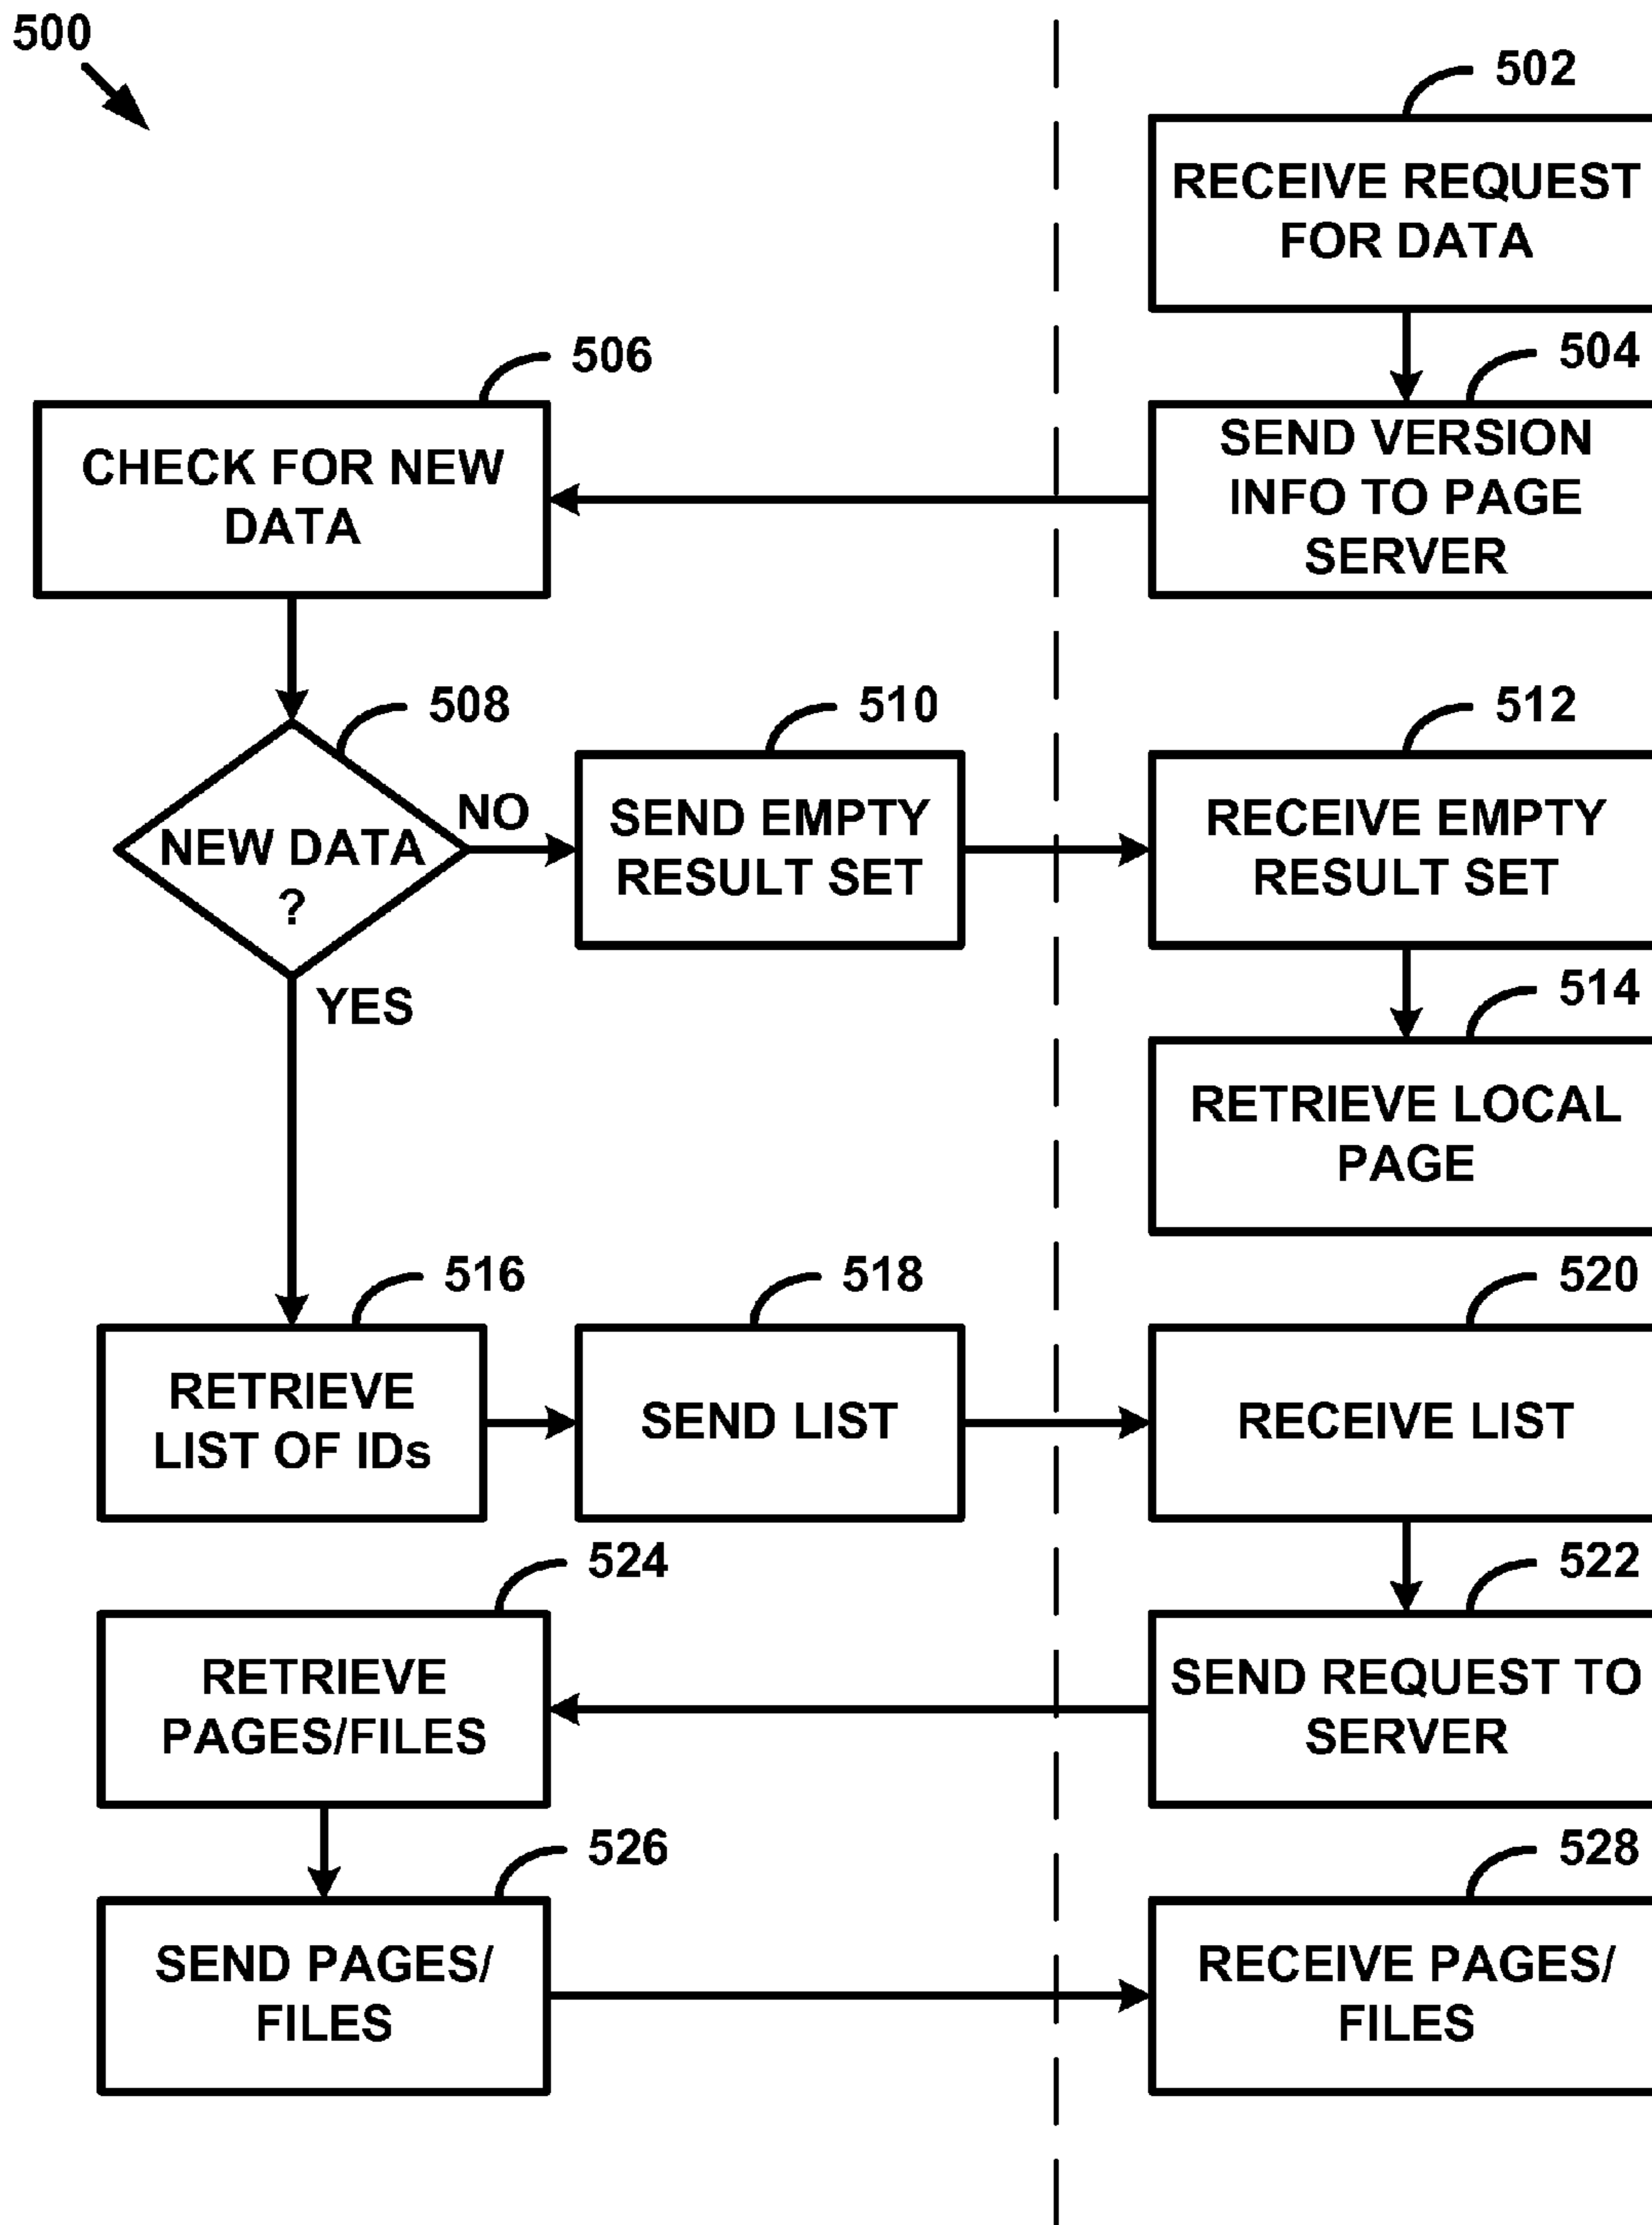 500
502
RECEIVE REQUEST
FOR DATA
504
SEND VERSION
INFO TO PAGE
SERVER
506
CHECK FOR NEW
DATA
508
NEW DATA
?
NO
YES
510
SEND EMPTY
RESULT SET
512
RECEIVE EMPTY
RESULT SET
514
RETRIEVE LOCAL
PAGE
516
RETRIEVE
LIST OF IDs
518
SEND LIST
520
RECEIVE LIST
522
SEND REQUEST TO
SERVER
524
RETRIEVE
PAGES/FILES
526
SEND PAGES/
FILES
528
RECEIVE PAGES/
FILES